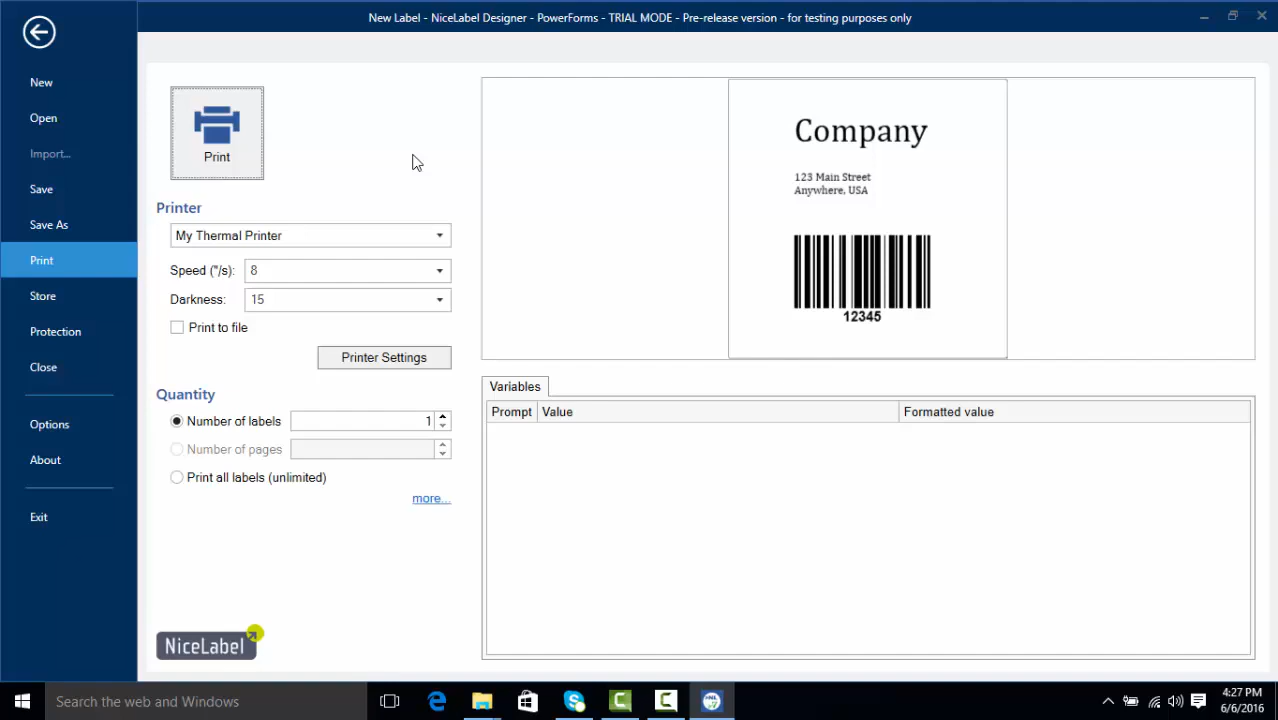 New Label - NiceLabel Designer - PowerForms - TRIAL MODE - Pre-release version - for testing purposes only
New
Open
Import...
Save
Save As
Print
Store
Protection
Close
Options
About
Exit
Print
Printer
My Thermal Printer
Speed ("/s): 8
Darkness: 15
Print to file
Printer Settings
Quantity
Number of labels 1
Number of pages
Print all labels (unlimited)
more...
NiceLabel
Company
123 Main Street
Anywhere, USA
12345
Variables
Prompt Value Formatted value
Search the web and Windows
4:27 PM
6/6/2016